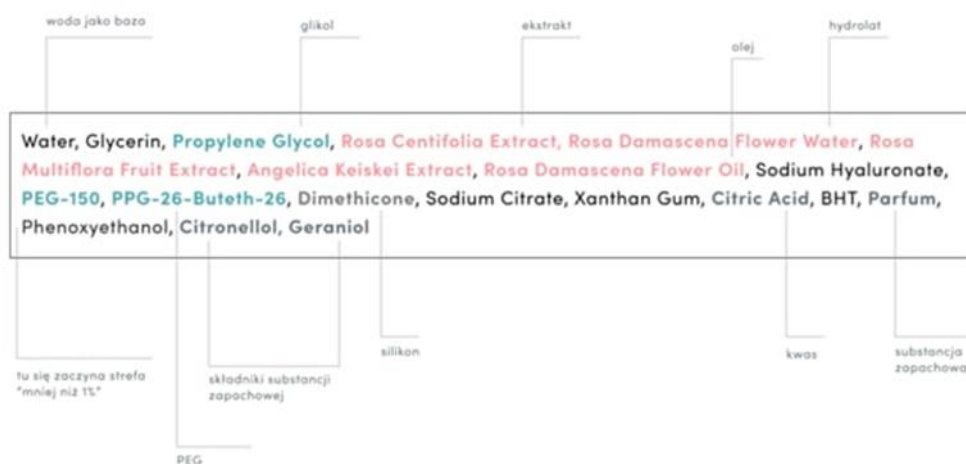 woda jako baza
glikol
ekstrakt
olej
hydrolat
Water, Glycerin, Propylene Glycol, Rosa Centifolia Extract, Rosa Damascena Flower Water, Rosa
Multiflora Fruit Extract, Angelica Keiskei Extract, Rosa Damascena Flower Oil, Sodium Hyaluronate,
PEG-150, PPG-26-Buteth-26, Dimethicone, Sodium Citrate, Xanthan Gum, Citric Acid, BHT, Parfum,
Phenoxyethanol, Citronellol, Geraniol
tu się zaczyna strefa
"mniej niż 1%"
składniki substancji
zapachowej
silikon
kwas
substancja
zapachowa
PEG